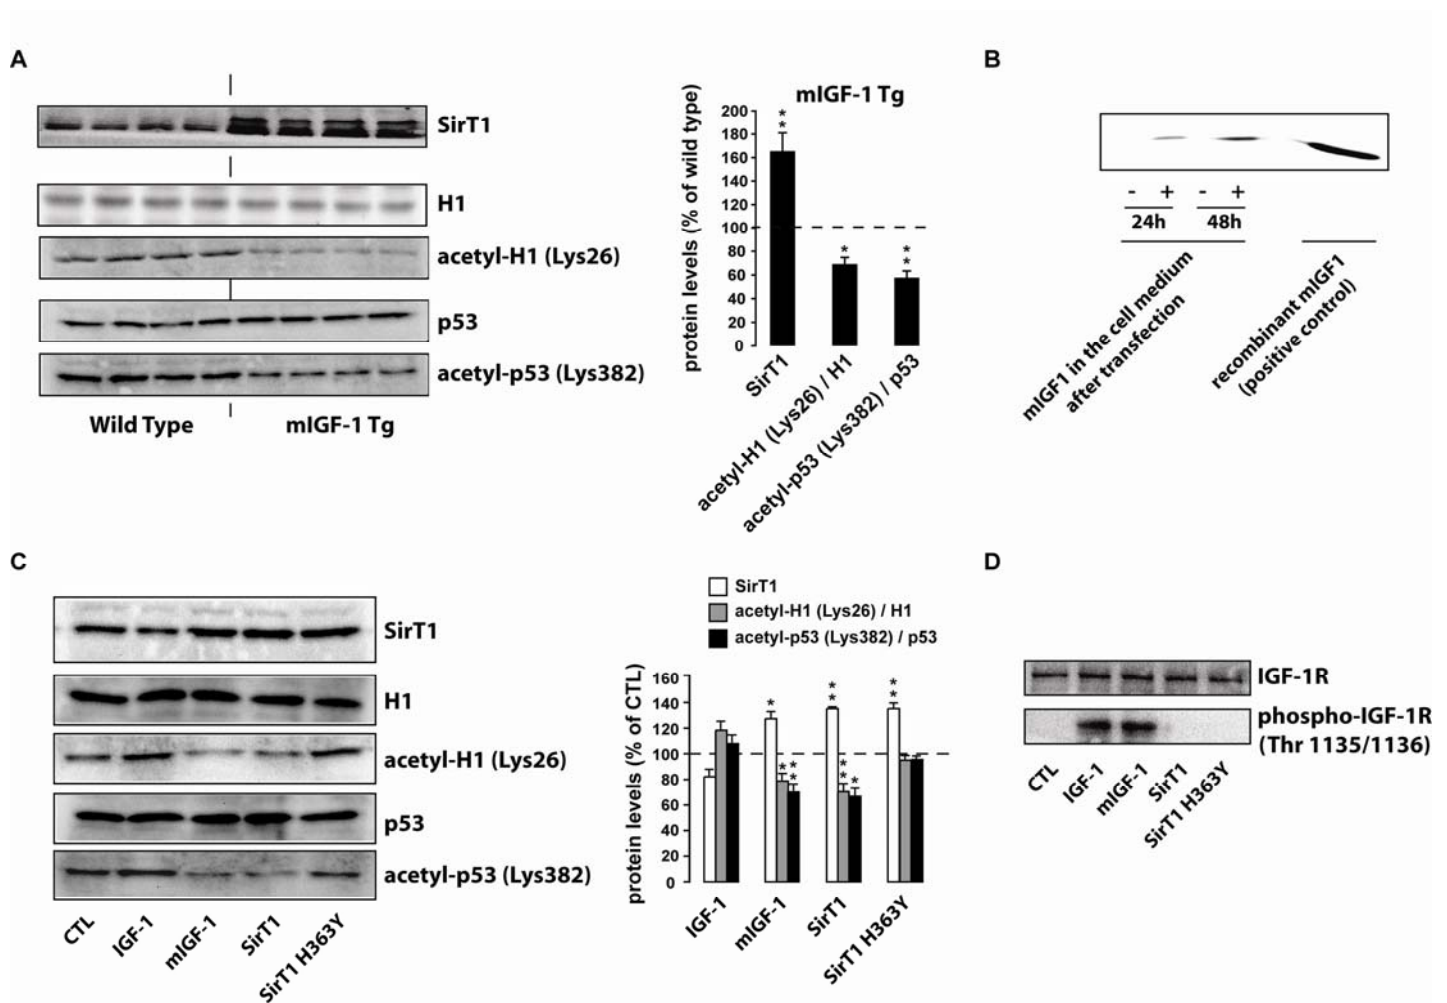 A
SirT1
H1
acetyl-H1 (Lys26)
p53
acetyl-p53 (Lys382)
Wild Type
mIGF-1 Tg
mIGF-1 Tg
protein levels (% of wild type)
200
180
160
140
120
100
80
60
40
20
0
* *
*
* *
SirT1
acetyl-H1 (Lys26) / H1
acetyl-p53 (Lys382) / p53
B
- + - +
24h 48h
mIGF1 in the cell medium
after transfection
recombinant mIGF1
(positive control)
C
SirT1
H1
acetyl-H1 (Lys26)
p53
acetyl-p53 (Lys382)
CTL
IGF-1
mIGF-1
SirT1
SirT1 H363Y
SirT1
acetyl-H1 (Lys26) / H1
acetyl-p53 (Lys382) / p53
protein levels (% of CTL)
160
140
120
100
80
60
40
20
0
*
* *
* *
* *
* *
* *
*
IGF-1
mIGF-1
SirT1
SirT1 H363Y
D
IGF-1R
phospho-IGF-1R
(Thr 1135/1136)
CTL
IGF-1
mIGF-1
SirT1
SirT1 H363Y